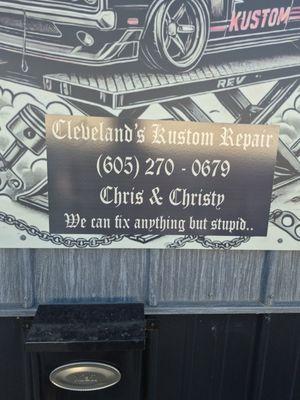 KUSTOM
REV
Cleveland's Kustom Repair
(605) 270 - 0679
Chris & Christy
We can fix anything but stupid..